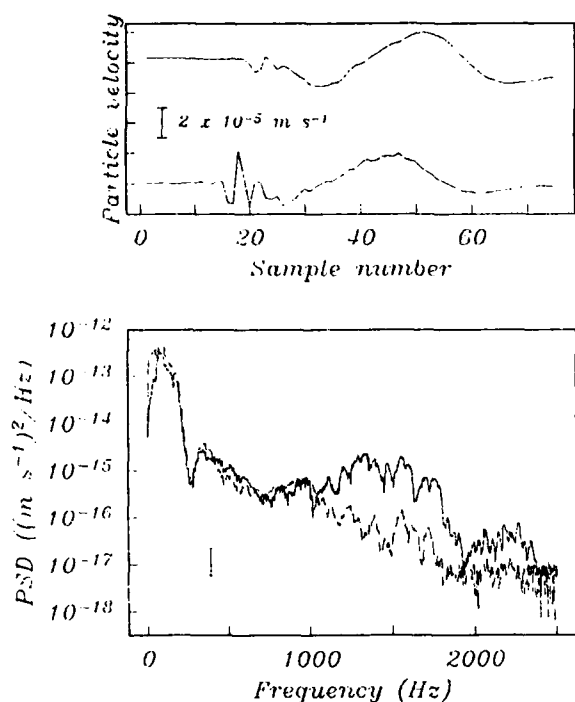 Particle velocity
2 x 10⁻⁵ m s⁻¹
0 20 40 60
Sample number
PSD ((m s⁻¹)²/Hz)
10⁻¹²
10⁻¹³
10⁻¹⁴
10⁻¹⁵
10⁻¹⁶
10⁻¹⁷
10⁻¹⁸
0 1000 2000
Frequency (Hz)